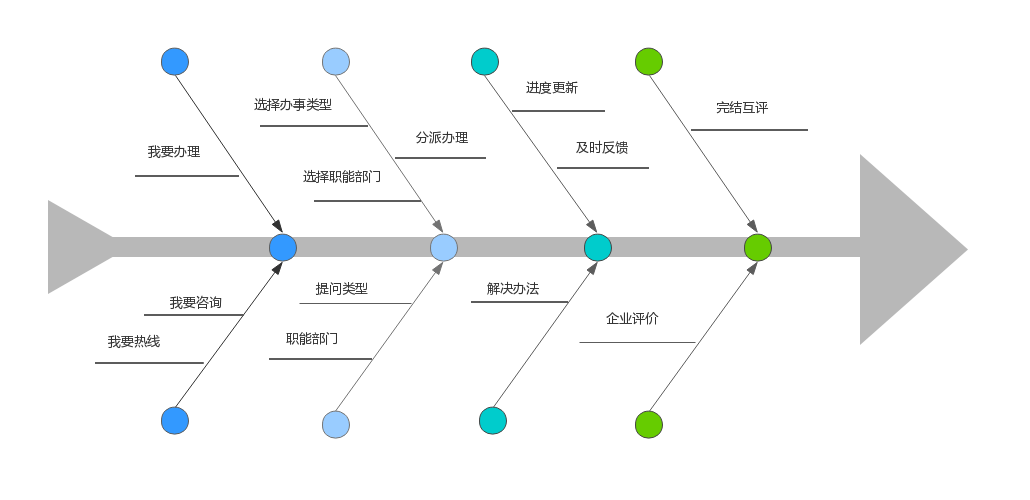 进度更新
选择办事类型
完结互评
分派办理
及时反馈
我要办理
选择职能部门
提问类型
解决办法
我要咨询
企业评价
职能部门
我要热线